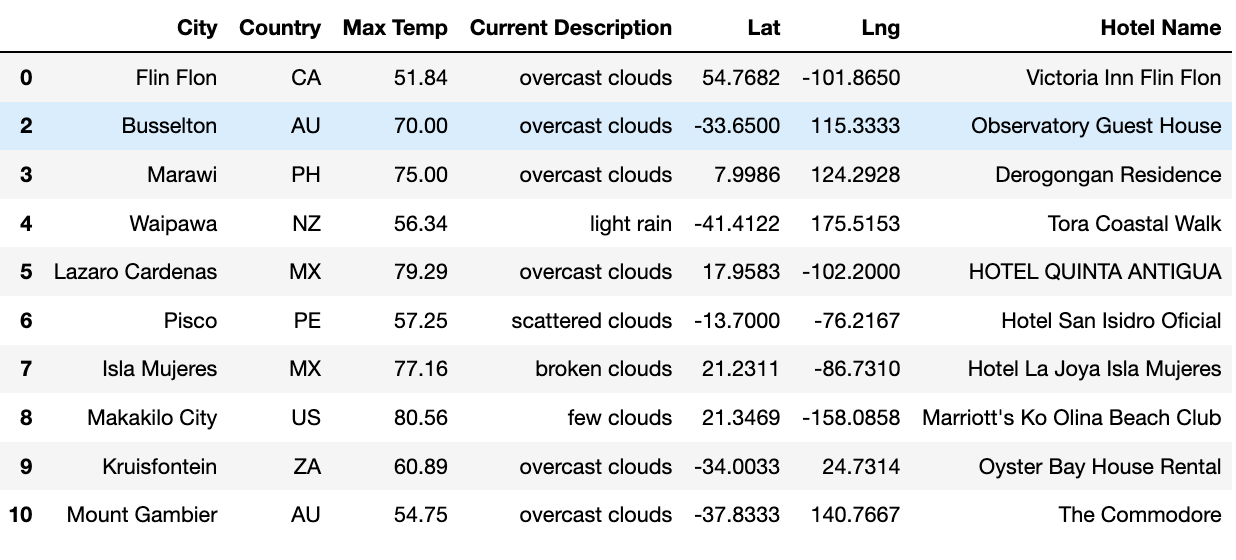 City Country Max Temp Current Description Lat Lng Hotel Name
0 Flin Flon CA 51.84 overcast clouds 54.7682 -101.8650 Victoria Inn Flin Flon
2 Busselton AU 70.00 overcast clouds -33.6500 115.3333 Observatory Guest House
3 Marawi PH 75.00 overcast clouds 7.9986 124.2928 Derogongan Residence
4 Waipawa NZ 56.34 light rain -41.4122 175.5153 Tora Coastal Walk
5 Lazaro Cardenas MX 79.29 overcast clouds 17.9583 -102.2000 HOTEL QUINTA ANTIGUA
6 Pisco PE 57.25 scattered clouds -13.7000 -76.2167 Hotel San Isidro Oficial
7 Isla Mujeres MX 77.16 broken clouds 21.2311 -86.7310 Hotel La Joya Isla Mujeres
8 Makakilo City US 80.56 few clouds 21.3469 -158.0858 Marriott's Ko Olina Beach Club
9 Kruisfontein ZA 60.89 overcast clouds -34.0033 24.7314 Oyster Bay House Rental
10 Mount Gambier AU 54.75 overcast clouds -37.8333 140.7667 The Commodore